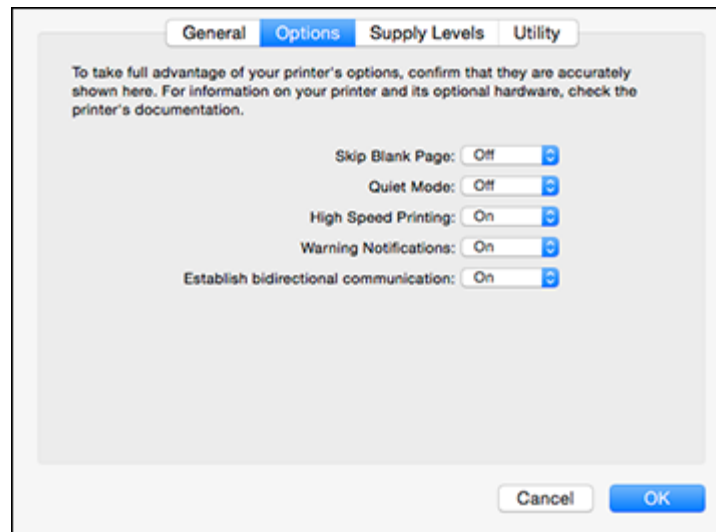 General Options Supply Levels Utility
To take full advantage of your printer's options, confirm that they are accurately
shown here. For information on your printer and its optional hardware, check the
printer's documentation.
Skip Blank Page: Off
Quiet Mode: Off
High Speed Printing: On
Warning Notifications: On
Establish bidirectional communication: On
Cancel OK